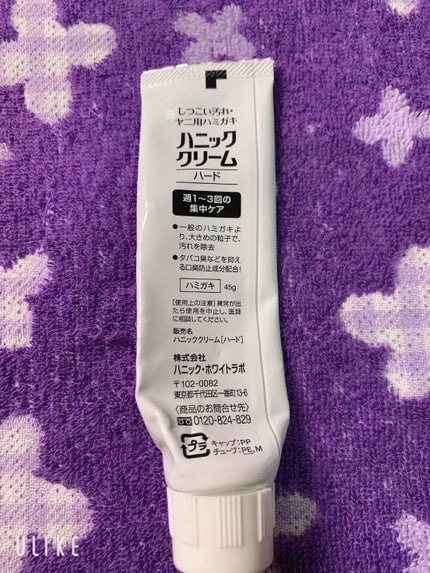 しつこい汚れ・
ヤニ用ハミガキ
ハニック
クリーム
ハード
週1〜3回の
集中ケア
●一般のハミガキよ
り、大きめの粒子で、
汚れを除去
●タバコ臭などを抑え
る口臭防止成分配合!
ハミガキ 45g
[使用上の注意]異常が出
たら使用を中止し、医師
に相談してください。
販売名
ハニッククリーム[ハード]
株式会社
ハニック・ホワイトラボ
〒102-0082
東京都千代田区一番町13-6
〈商品のお問合せ先〉
0120-824-829
プラ
キャップ:PP
チューブ:PE,M
ULIKE